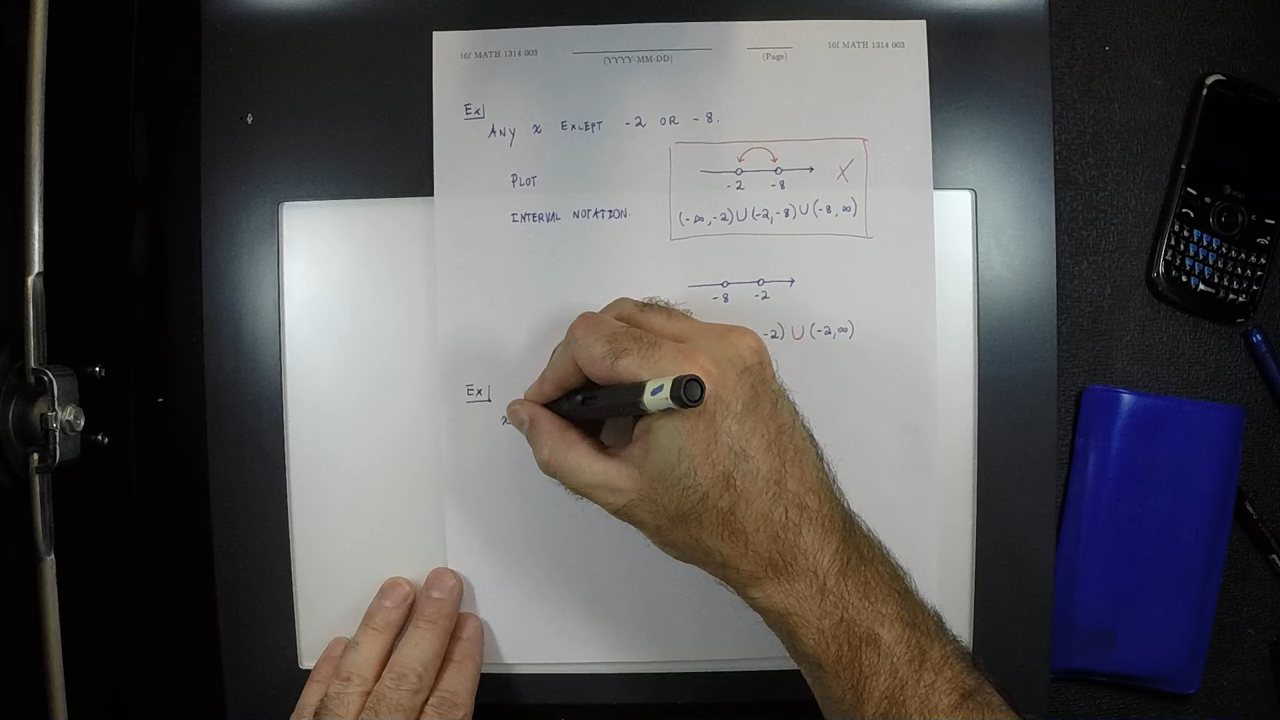 16f MATH 1314 003 (YYYY-MM-DD) (Page) 16f MATH 1314 003
Ex
ANY x EXCEPT -2 OR -8.
PLOT
-2 -8
X
INTERVAL NOTATION:
(-∞,-2)∪(-2,-8)∪(-8,∞)
-8 -2
-2)∪(-2,∞)
Ex
x